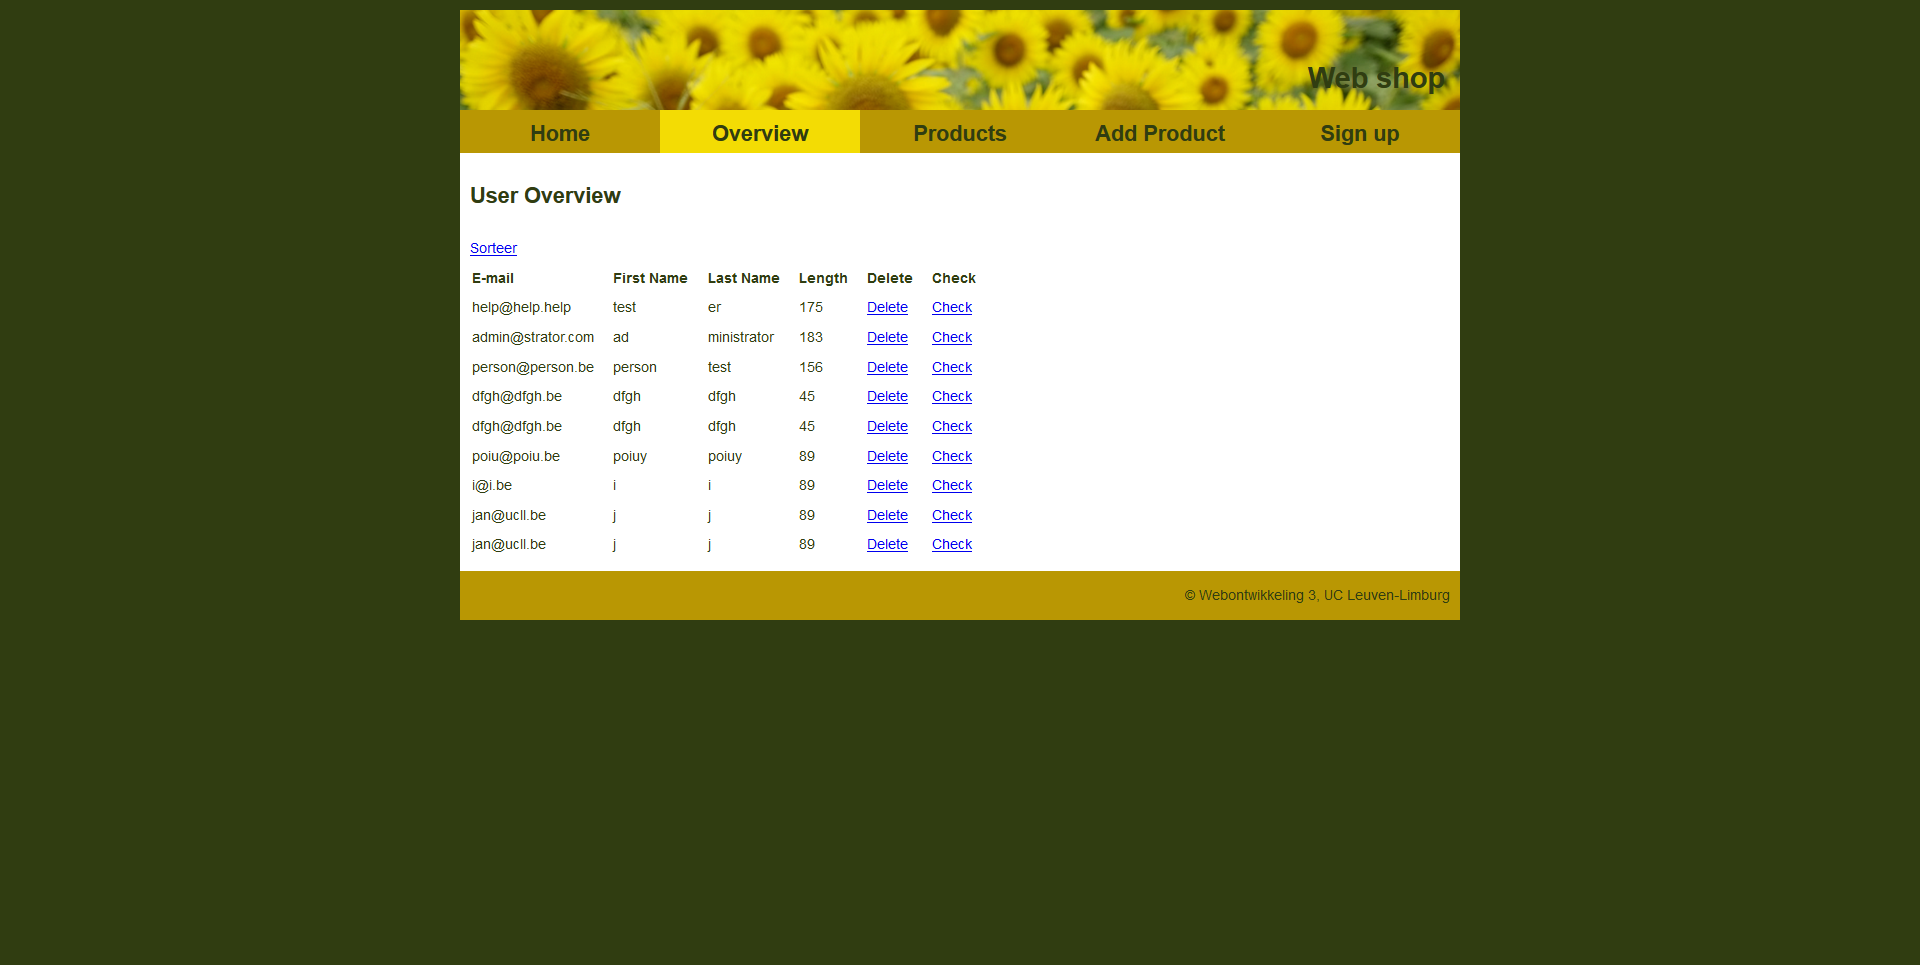 Web shop
Home Overview Products Add Product Sign up
User Overview
Sorteer
E-mail First Name Last Name Length Delete Check
help@help.help test er 175 Delete Check
admin@strator.com ad ministrator 183 Delete Check
person@person.be person test 156 Delete Check
dfgh@dfgh.be dfgh dfgh 45 Delete Check
dfgh@dfgh.be dfgh dfgh 45 Delete Check
poiu@poiu.be poiuy poiuy 89 Delete Check
i@i.be i i 89 Delete Check
jan@ucll.be j j 89 Delete Check
jan@ucll.be j j 89 Delete Check
© Webontwikkeling 3, UC Leuven-Limburg